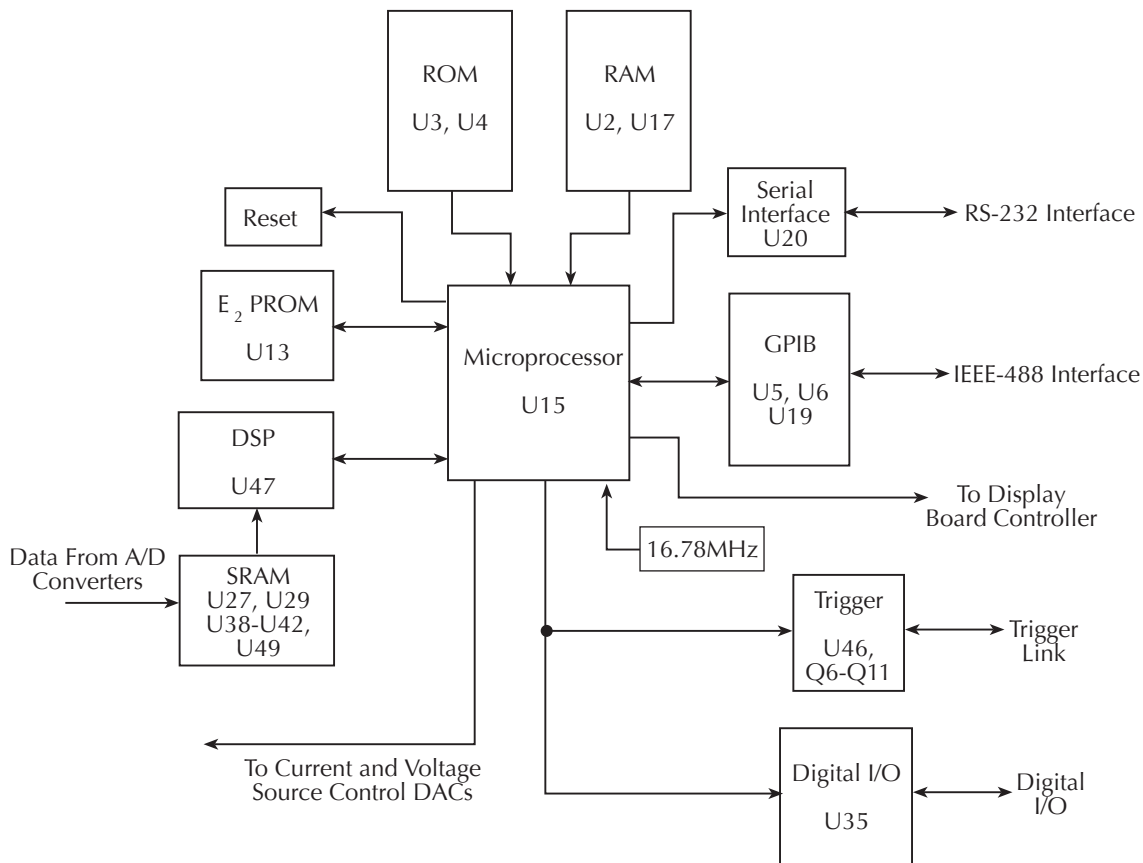 ROM
U3, U4
RAM
U2, U17
Reset
Serial
Interface
U20
RS-232 Interface
E2 PROM
U13
Microprocessor
U15
GPIB
U5, U6
U19
IEEE-488 Interface
DSP
U47
To Display
Board Controller
16.78MHz
Data From A/D
Converters
SRAM
U27, U29
U38-U42,
U49
Trigger
U46,
Q6-Q11
Trigger
Link
To Current and Voltage
Source Control DACs
Digital I/O
U35
Digital
I/O